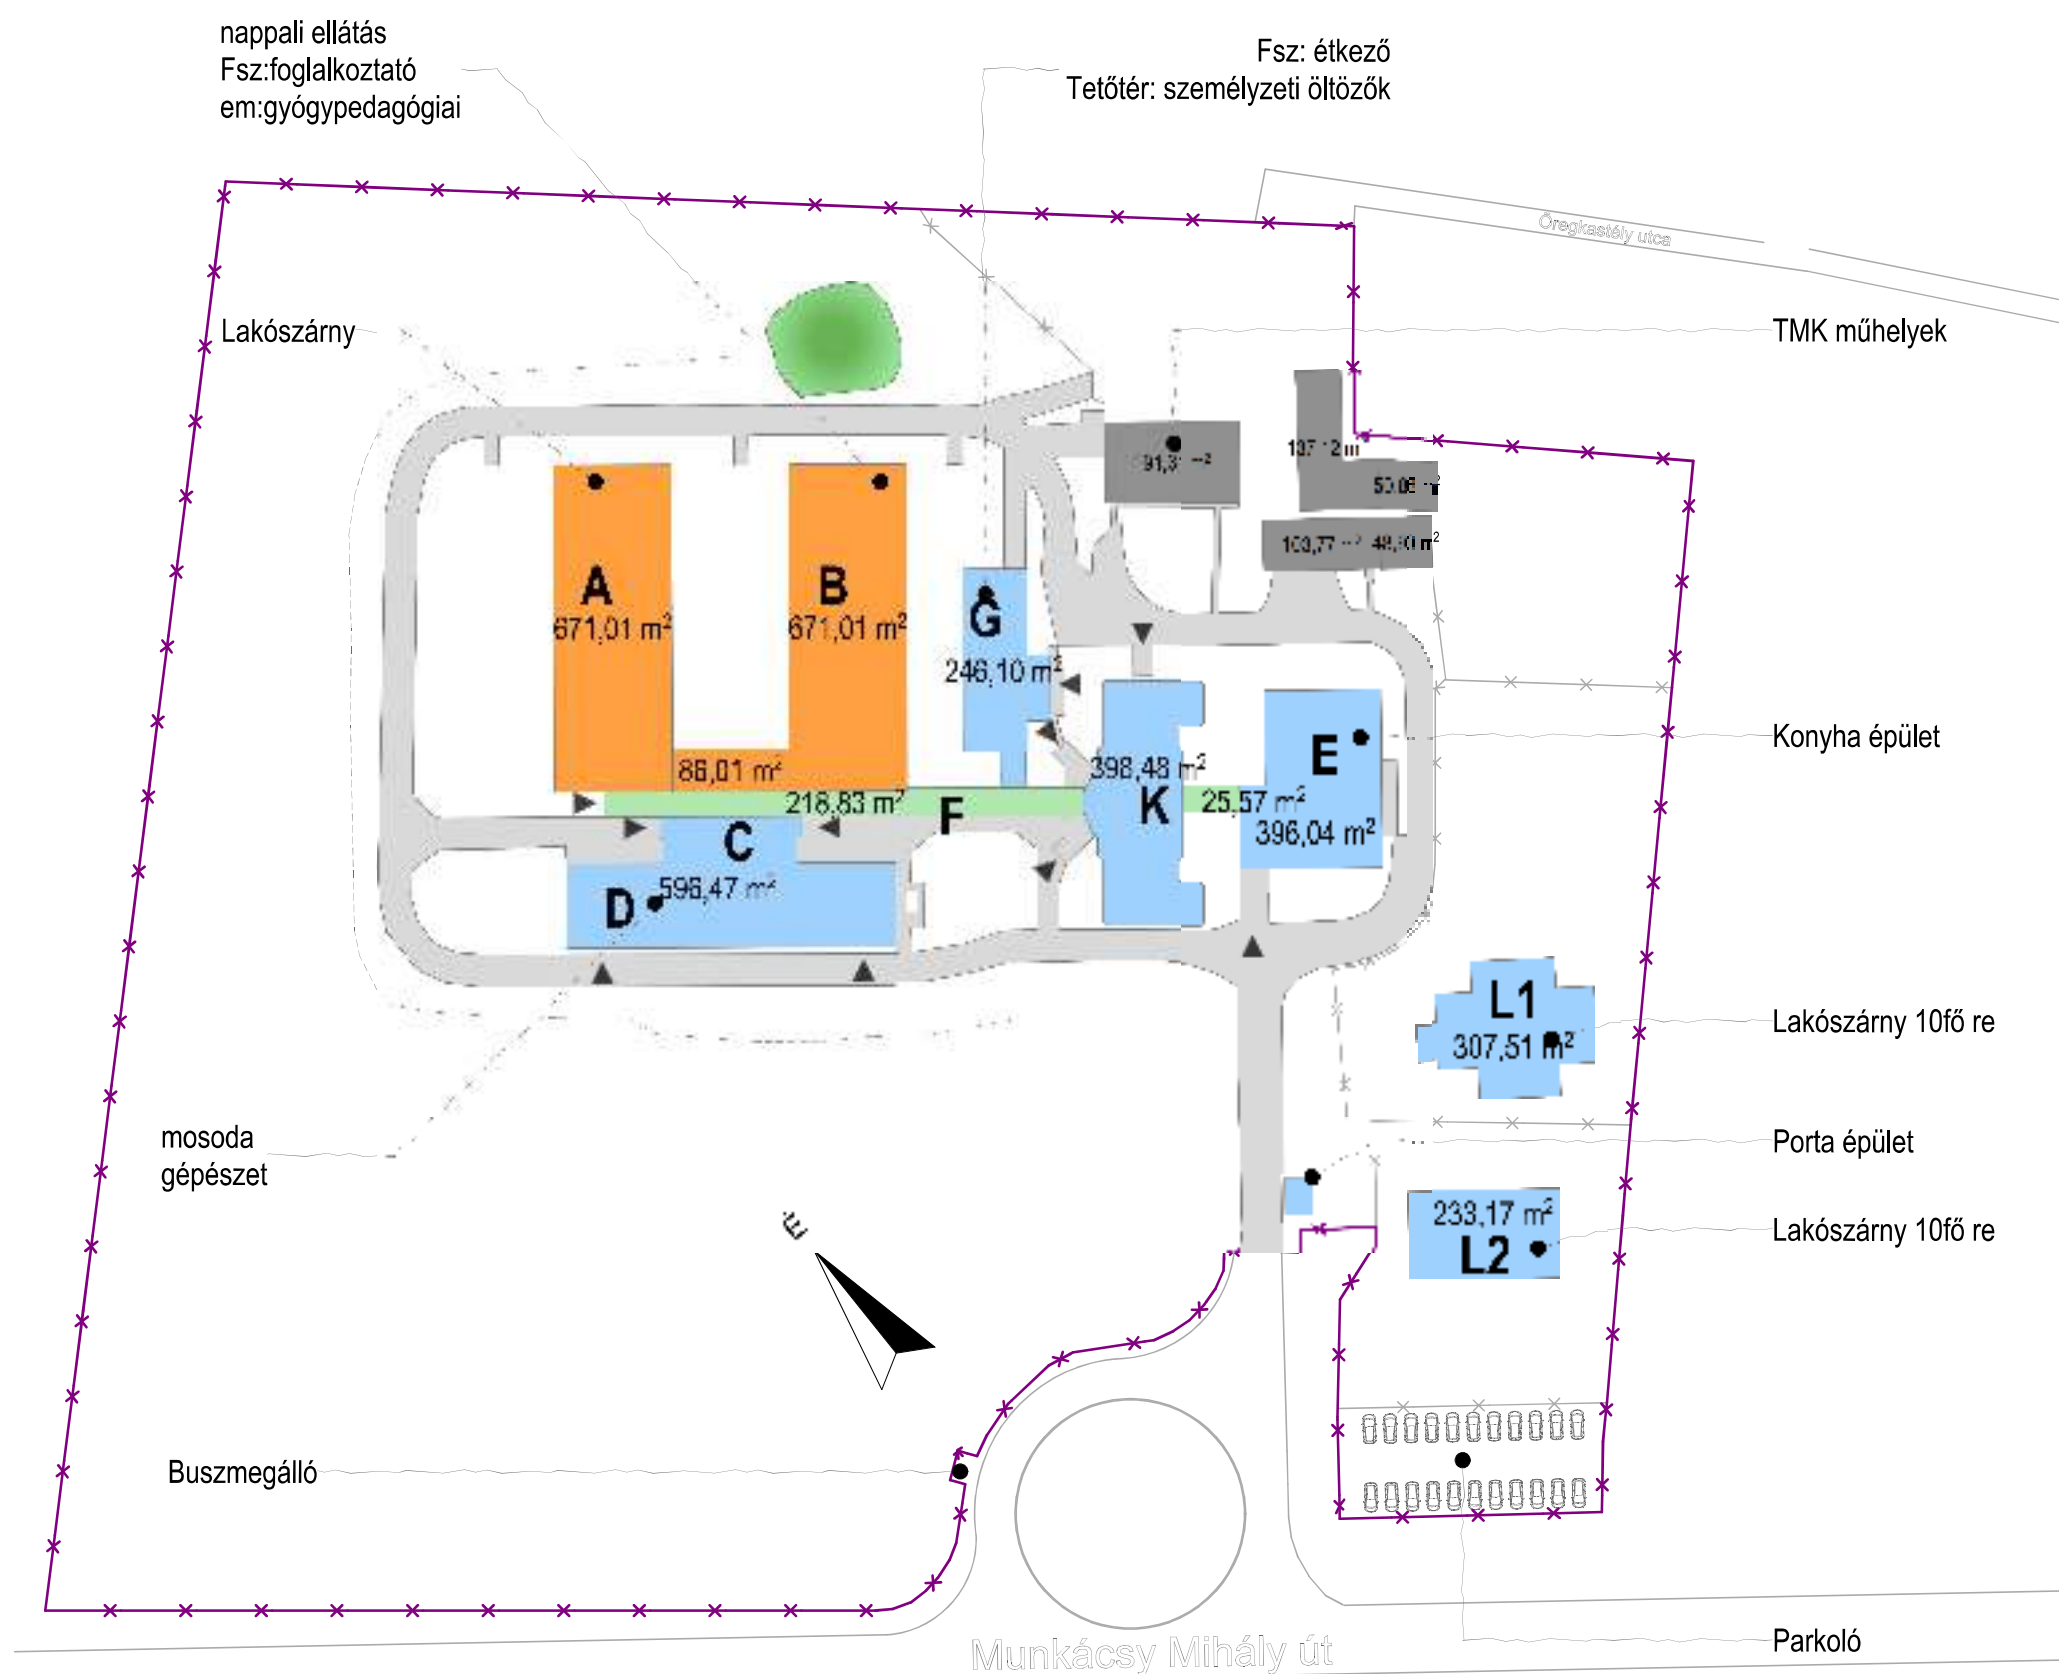 nappali ellátás
Fsz:foglalkoztató
em:gyógypedagógiai
Fsz: étkező
Tetőtér: személyzeti öltözők
Öregkastély utca
Lakószárny
TMK műhelyek
A
671,01 m²
B
671,01 m²
G
246,10 m²
103,77 m²
86,01 m²
218,83 m²
F
398,48 m²
K
25,57 m²
E
396,04 m²
Konyha épület
C
596,47 m²
D
L1
307,51 m²
Lakószárny 10fő re
mosoda
gépészet
Porta épület
233,17 m²
L2
Lakószárny 10fő re
É
Buszmegálló
Munkácsy Mihály út
Parkoló